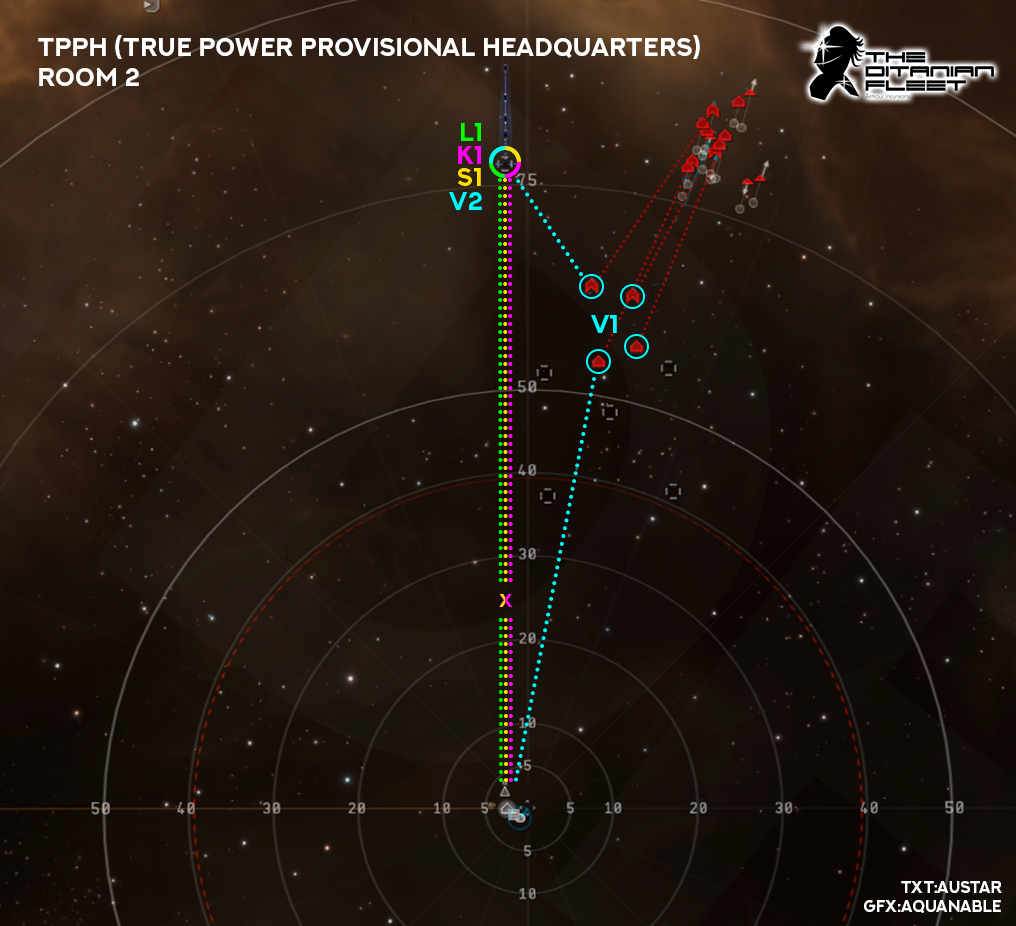 TPPH (TRUE POWER PROVISIONAL HEADQUARTERS)
ROOM 2
THE
DITANIAN
FLEET
L1
K1
S1
V2
75
V1
50
40
30
X
20
10
5
50 40 30 20 10 5 5 10 20 30 40 50
5
10
TXT:AUSTAR
GFX:AQUANABLE